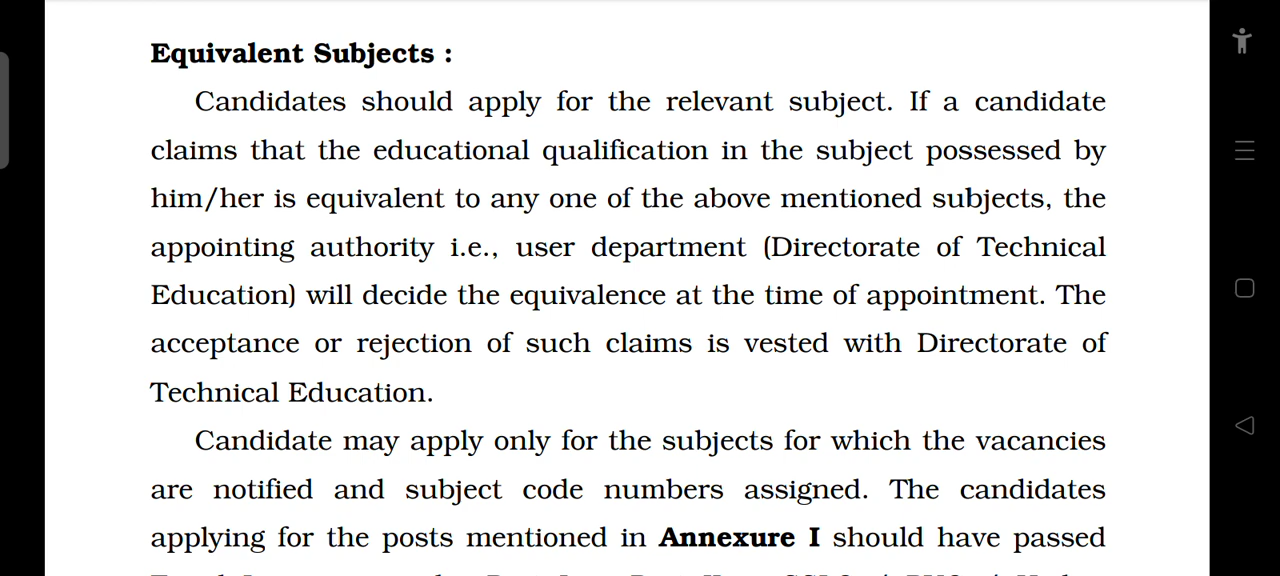 Equivalent Subjects :
Candidates should apply for the relevant subject. If a candidate
claims that the educational qualification in the subject possessed by
him/her is equivalent to any one of the above mentioned subjects, the
appointing authority i.e., user department (Directorate of Technical
Education) will decide the equivalence at the time of appointment. The
acceptance or rejection of such claims is vested with Directorate of
Technical Education.
Candidate may apply only for the subjects for which the vacancies
are notified and subject code numbers assigned. The candidates
applying for the posts mentioned in Annexure I should have passed